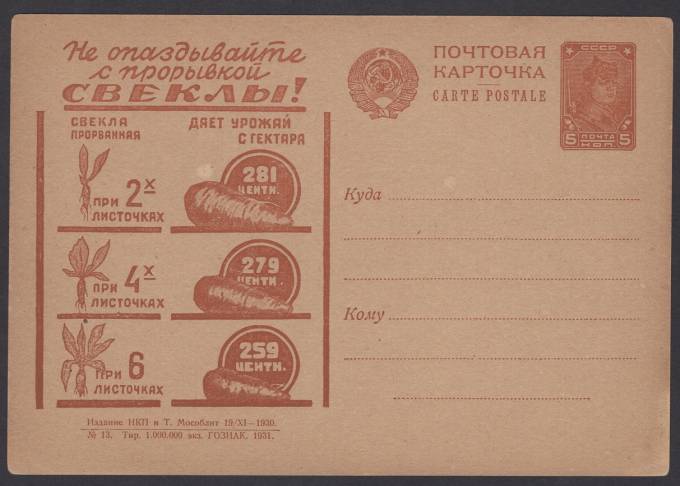 Не опаздывайте
с прорывкой
СВЕКЛЫ!
СВЕКЛА
ПРОРВАННАЯ
ДАЕТ УРОЖАЙ
С ГЕКТАРА
ПРИ 2х
ЛИСТОЧКАХ
281
ЦЕНТН.
ПРИ 4х
ЛИСТОЧКАХ
279
ЦЕНТН.
ПРИ 6
ЛИСТОЧКАХ
259
ЦЕНТН.
Издание НКП и Т. Мособлит 19/XI—1930.
№ 13. Тир. 1.000.000 экз. ГОЗНАК. 1931.
ПОЧТОВАЯ
КАРТОЧКА
CARTE POSTALE
СССР
5 ПОЧТА 5
КОП
Куда
Кому